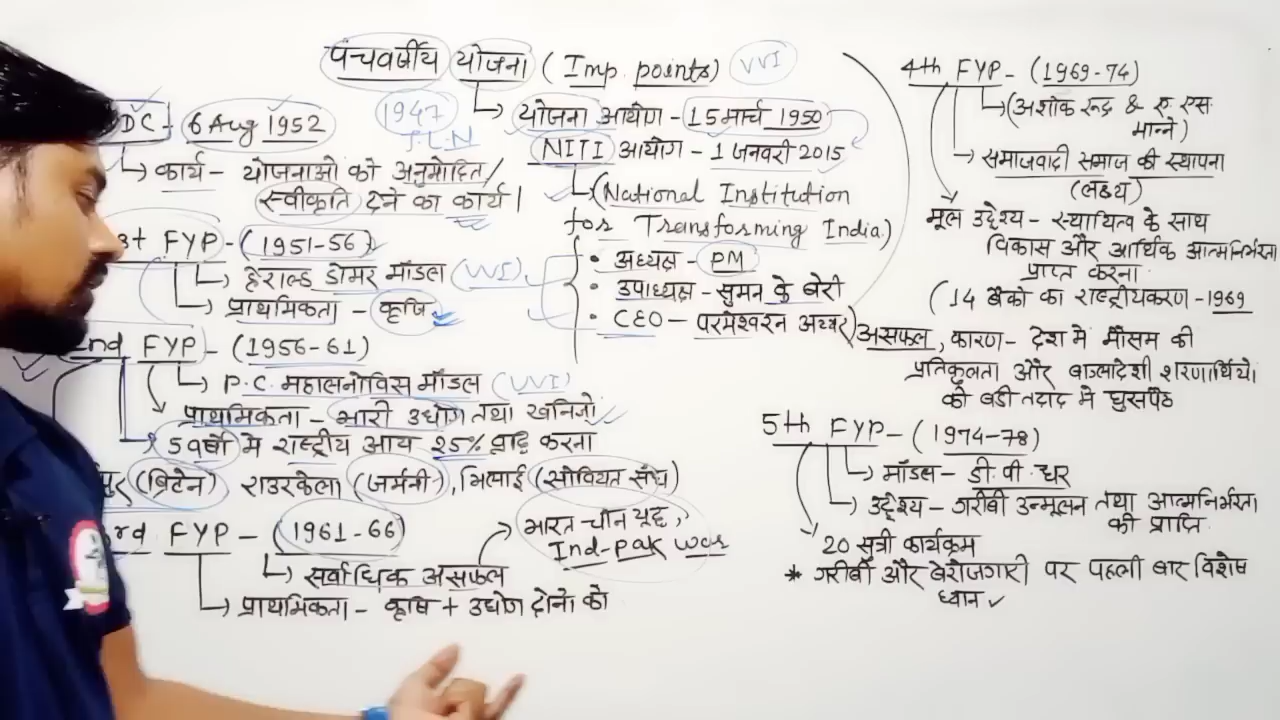 पंचवर्षीय योजना (Imp. points) VVI
1947
J.L.N
योजना आयोग - 15 मार्च 1950
NITI आयोग - 1 जनवरी 2015
(National Institution
for Transforming India)
• अध्यक्ष - PM
• उपाध्यक्ष - सुमन के बेरी
• CEO - परमेश्वरन अय्यर)
DC - 6 Aug 1952
कार्य - योजनाओं को अनुमोदित/
स्वीकृति देने का कार्य।
st FYP - (1951-56)
हेराल्ड डोमर मॉडल (VVI)
प्राथमिकता - कृषि
2nd FYP - (1956-61)
P.C. महालनोविस मॉडल (VVI)
प्राथमिकता - भारी उद्योग तथा खनिजो
5 वर्षो मे राष्ट्रीय आय 25% वृद्धि करना
पुर (ब्रिटेन) राउरकेला (जर्मनी), भिलाई (सोवियत संघ)
3rd FYP - (1961-66)
सर्वाधिक असफल
भारत-चीन युद्ध,
Ind-pak war
प्राथमिकता - कृषि + उद्योग दोनो को
4th FYP - (1969-74)
(अशोक रूद्र & ए. एस.
मान्ने)
समाजवादी समाज की स्थापना
(लक्ष्य)
मूल उद्देश्य - स्थायित्व के साथ
विकास और आर्थिक आत्मनिर्भरता
प्राप्त करना.
(14 बैंको का राष्ट्रीयकरण - 1969
असफल, कारण - देश मे मौसम की
प्रतिकूलता और बांग्लादेशी शरणार्थियों
की बडी तदाद मे घुसपैठ
5th FYP - (1974-78)
मॉडल - डी. पी. धर
उद्देश्य - गरीबी उन्मूलन तथा आत्मनिर्भरता
की प्राप्ति.
20 सूत्री कार्यक्रम
* गरीबी और बेरोजगारी पर पहली बार विशेष
ध्यान